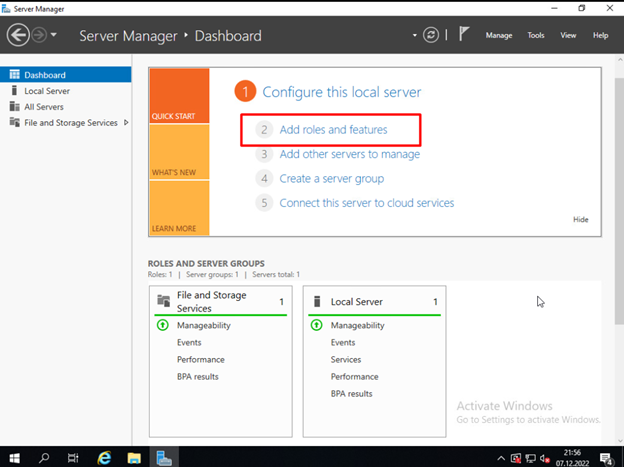 Server Manager
Server Manager ‣ Dashboard
Manage Tools View Help
Dashboard
Local Server
All Servers
File and Storage Services
QUICK START
WHAT'S NEW
LEARN MORE
1 Configure this local server
2 Add roles and features
3 Add other servers to manage
4 Create a server group
5 Connect this server to cloud services
Hide
ROLES AND SERVER GROUPS
Roles: 1 | Server groups: 1 | Servers total: 1
File and Storage
Services 1
Manageability
Events
Performance
BPA results
Local Server 1
Manageability
Events
Services
Performance
BPA results
Activate Windows
Go to Settings to activate Windows.
21:56
07.12.2022
4